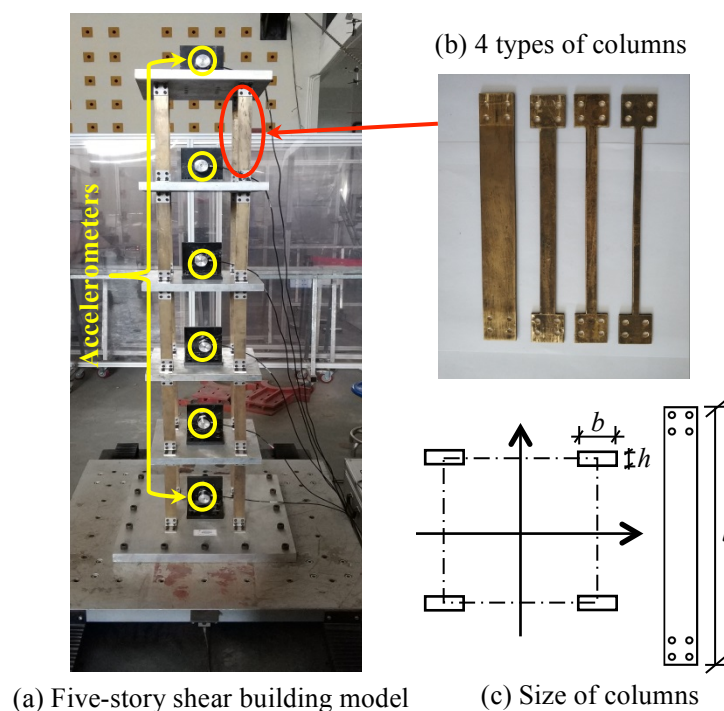 (b) 4 types of columns
Accelerometers
b
h
(a) Five-story shear building model
(c) Size of columns